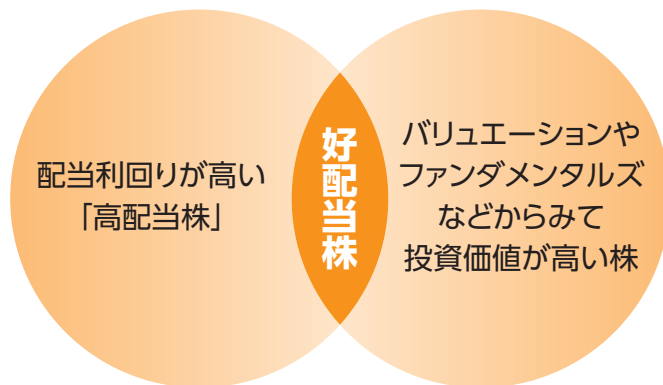 配当利回りが高い
「高配当株」
好配当株
バリュエーションや
ファンダメンタルズ
などからみて
投資価値が高い株